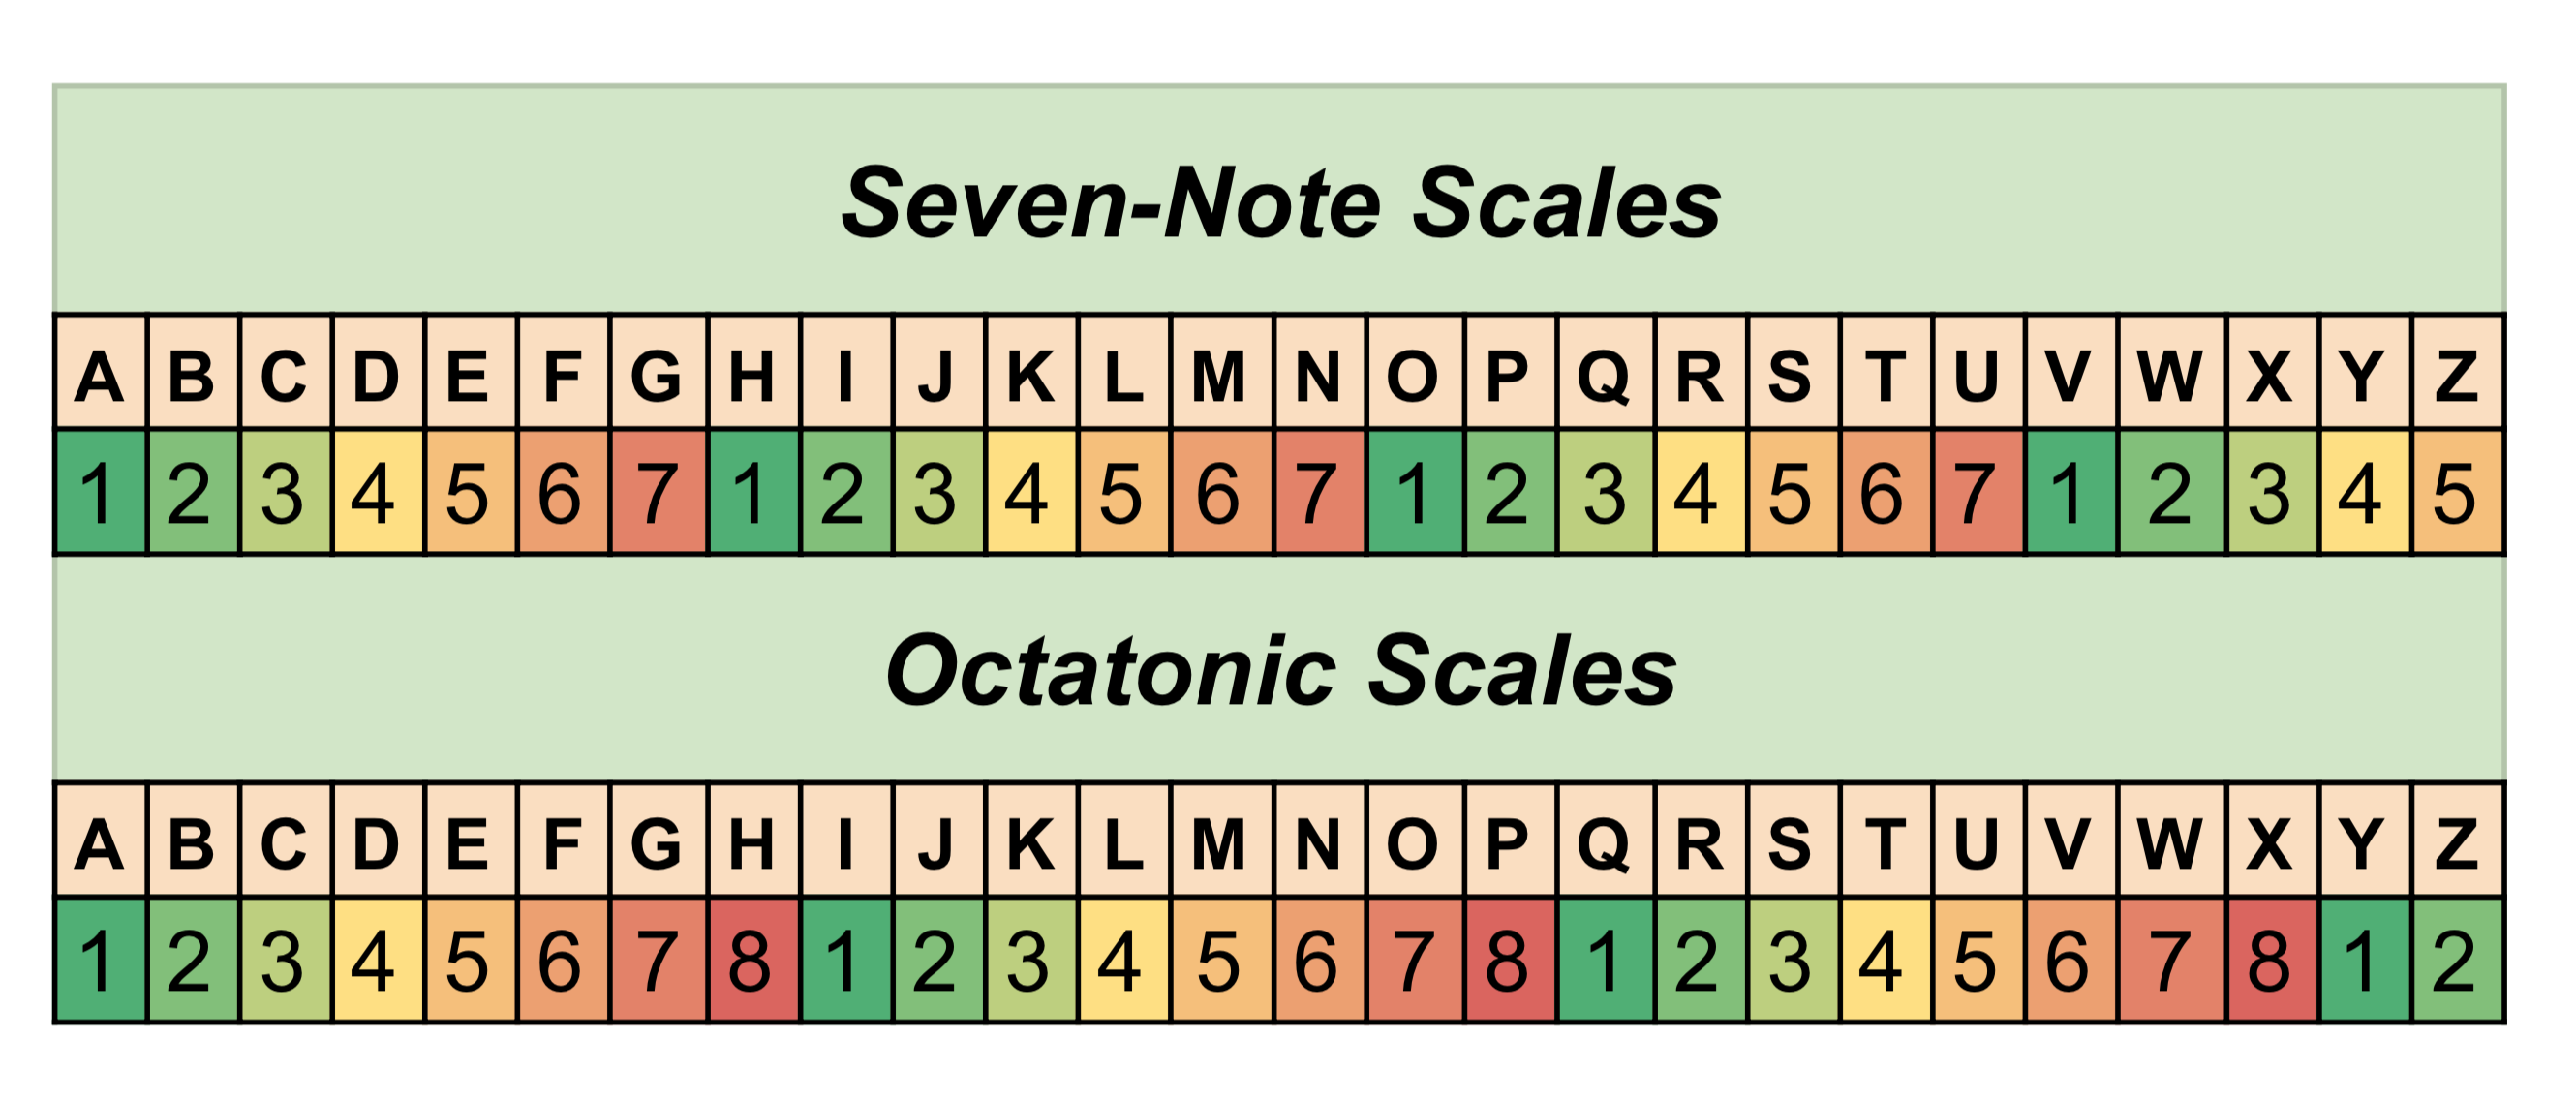 Seven-Note Scales
A B C D E F G H I J K L M N O P Q R S T U V W X Y Z
1 2 3 4 5 6 7 1 2 3 4 5 6 7 1 2 3 4 5 6 7 1 2 3 4 5
Octatonic Scales
A B C D E F G H I J K L M N O P Q R S T U V W X Y Z
1 2 3 4 5 6 7 8 1 2 3 4 5 6 7 8 1 2 3 4 5 6 7 8 1 2